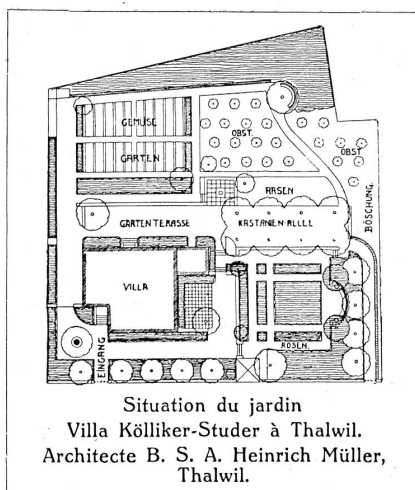 GEMÜSE
GARTEN
OBST.
OBST
RASEN
GARTENTERASSE
KASTANIEN-ALLEE
BÖSCHUNG
VILLA
EINGANG
ROSEN.
Situation du jardin
Villa Kölliker-Studer à Thalwil.
Architecte B. S. A. Heinrich Müller,
Thalwil.